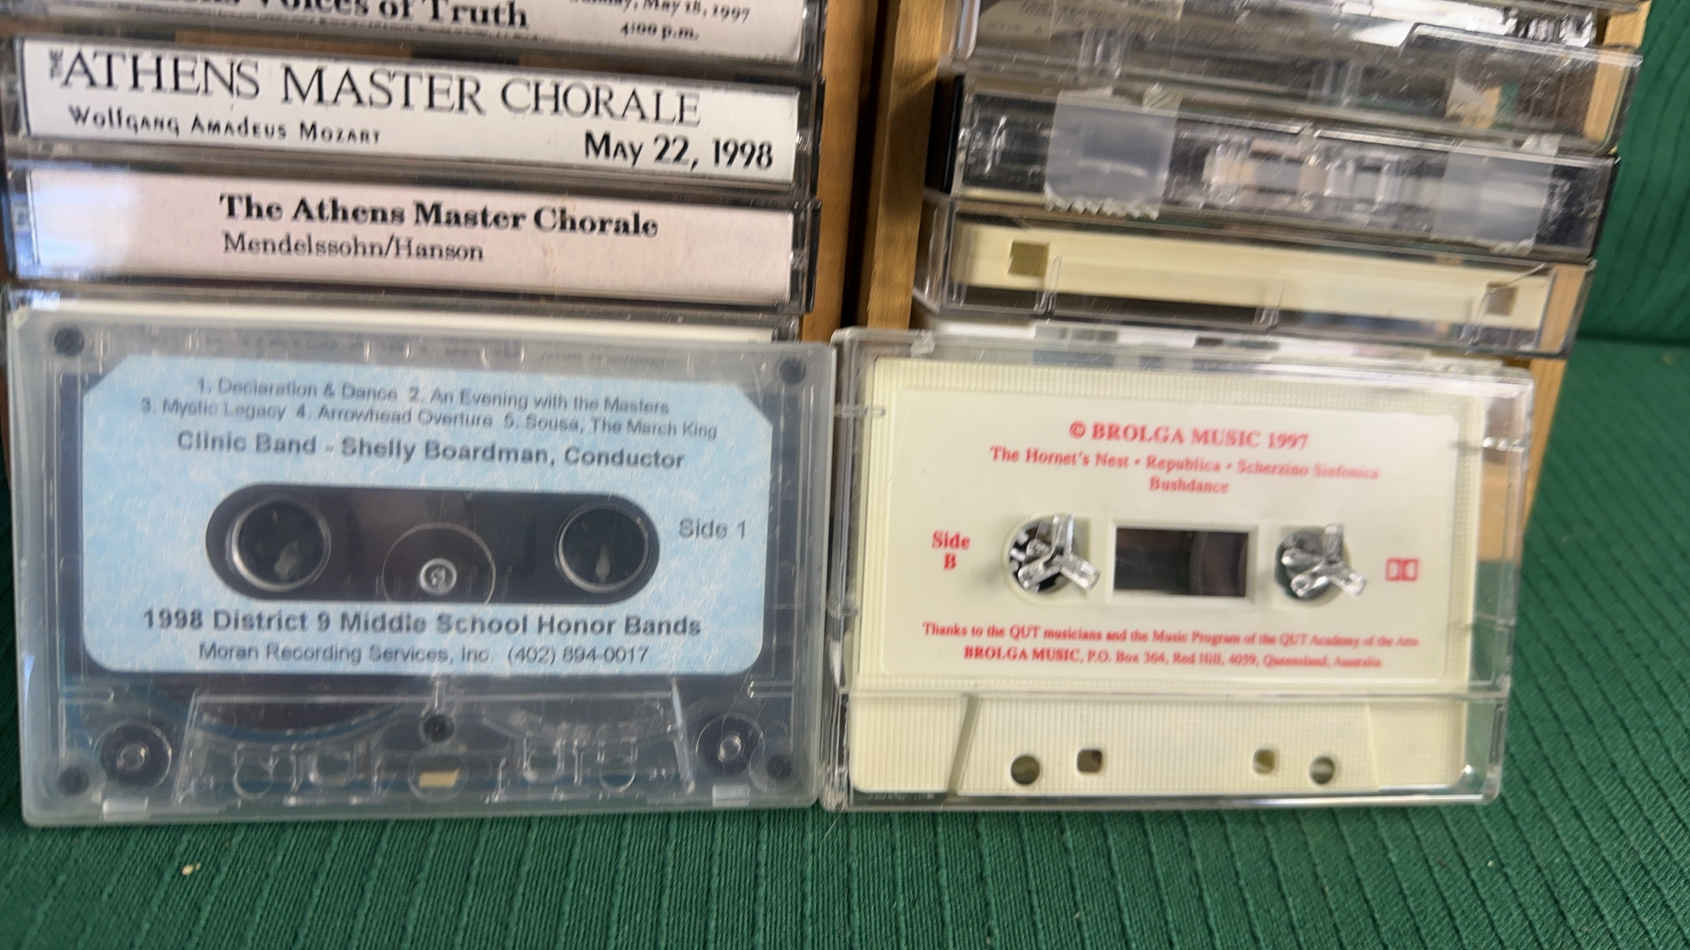 Voices of Truth
Sunday, May 18, 1997
4:00 p.m.
THE ATHENS MASTER CHORALE
Wolfgang Amadeus Mozart
May 22, 1998
The Athens Master Chorale
Mendelssohn/Hanson
1. Declaration & Dance 2. An Evening with the Masters
3. Mystic Legacy 4. Arrowhead Overture 5. Sousa, The March King
Clinic Band - Shelly Boardman, Conductor
Side 1
1998 District 9 Middle School Honor Bands
Moran Recording Services, Inc. (402) 894-0017
© BROLGA MUSIC 1997
The Hornet's Nest • Republica • Scherzino Sinfonica
Bushdance
Side
B
Thanks to the QUT musicians and the Music Program of the QUT Academy of the Arts
BROLGA MUSIC, P.O. Box 364, Red Hill, 4059, Queensland, Australia